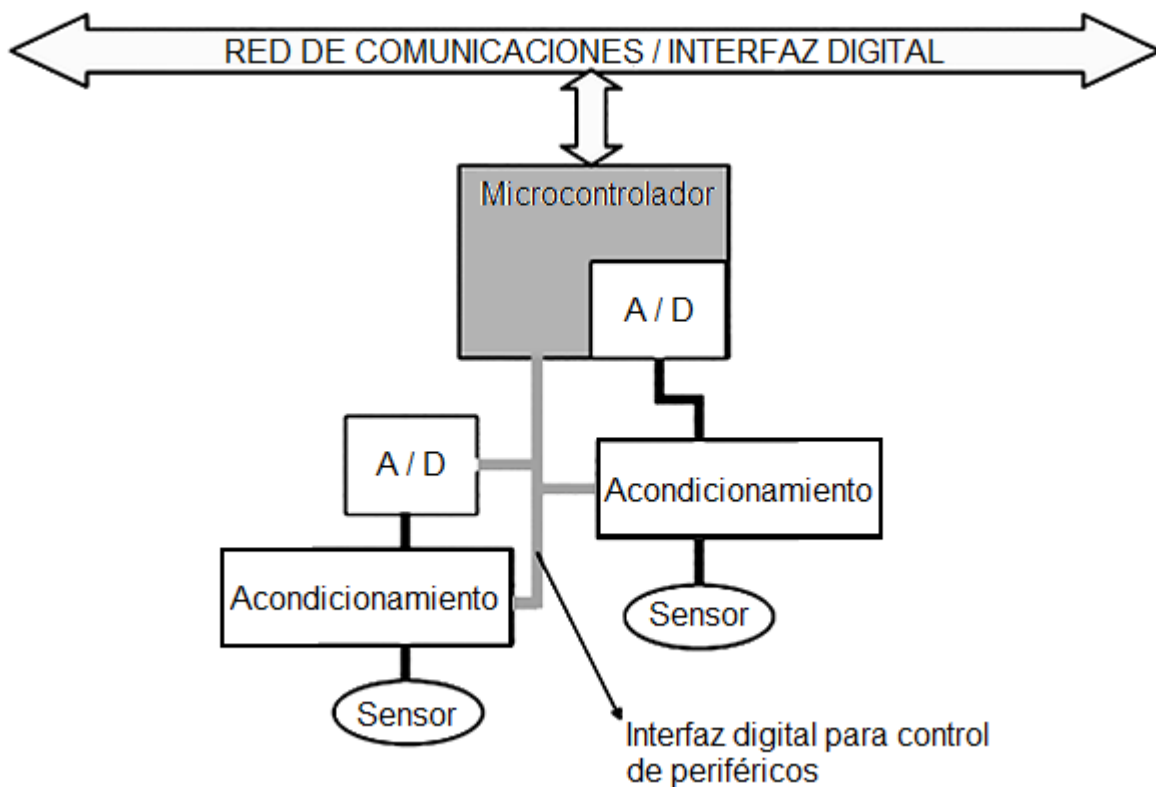 RED DE COMUNICACIONES / INTERFAZ DIGITAL
Microcontrolador
A / D
A / D
Acondicionamiento
Acondicionamiento
Sensor
Sensor
Interfaz digital para control
de periféricos